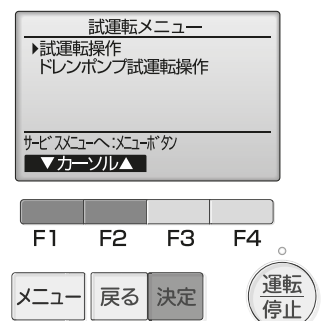 試運転メニュー
▶試運転操作
ドレンポンプ試運転操作
ｻｰﾋﾞｽﾒﾆｭｰへ:ﾒﾆｭｰﾎﾞﾀﾝ
▼カーソル▲
F1 F2 F3 F4
メニュー 戻る 決定 運転
停止